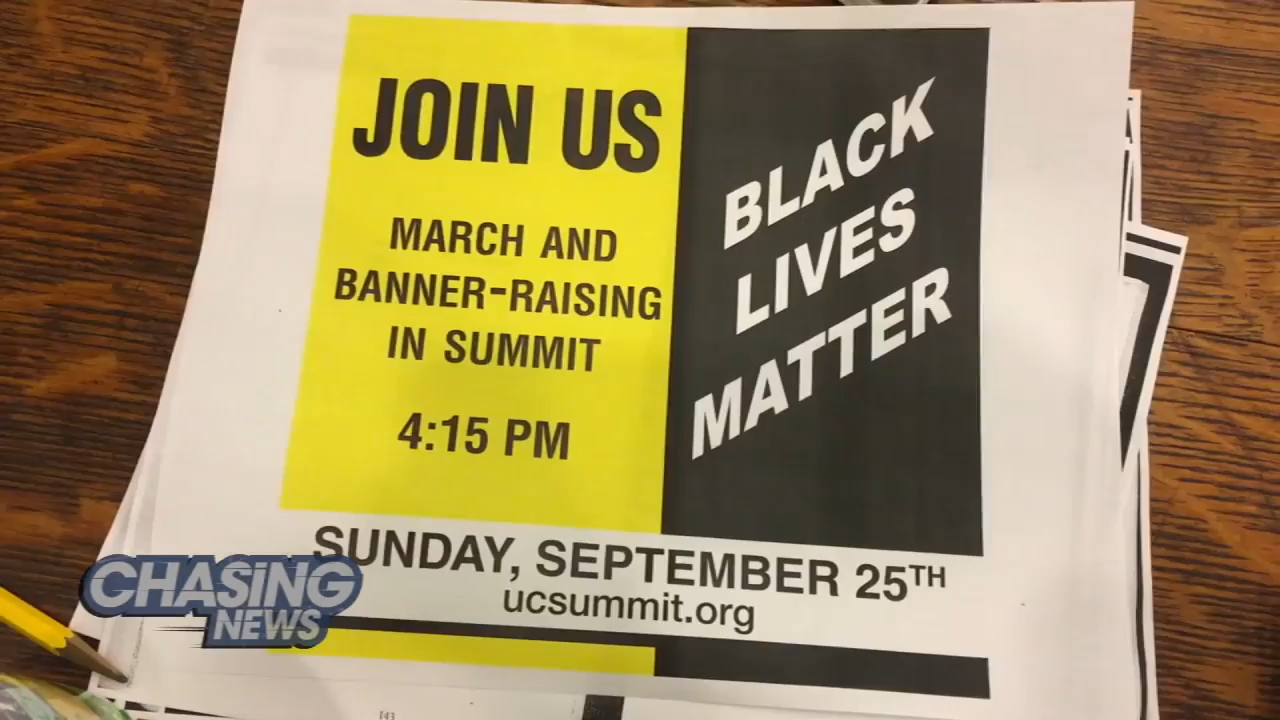 JOIN US
MARCH AND
BANNER-RAISING
IN SUMMIT
4:15 PM
BLACK
LIVES
MATTER
SUNDAY, SEPTEMBER 25TH
ucsummit.org
CHASING
NEWS
143